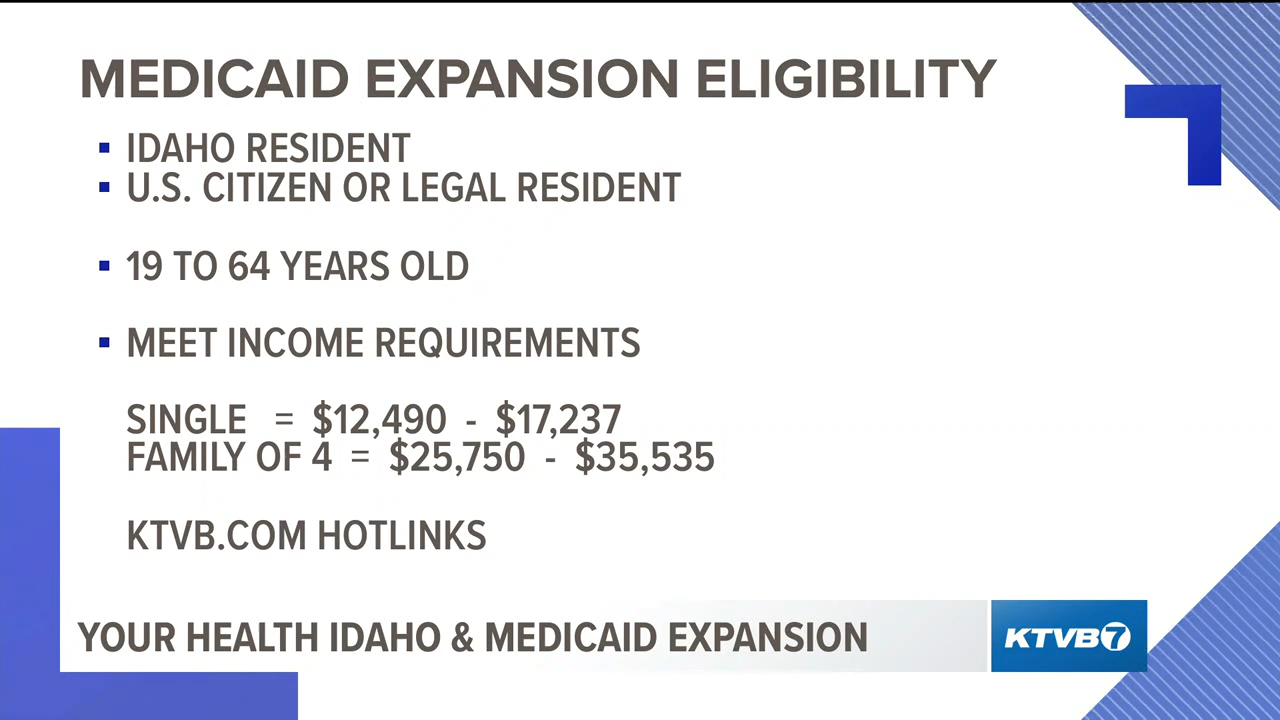 MEDICAID EXPANSION ELIGIBILITY
▪ IDAHO RESIDENT
▪ U.S. CITIZEN OR LEGAL RESIDENT
▪ 19 TO 64 YEARS OLD
▪ MEET INCOME REQUIREMENTS
SINGLE = $12,490 - $17,237
FAMILY OF 4 = $25,750 - $35,535
KTVB.COM HOTLINKS
YOUR HEALTH IDAHO & MEDICAID EXPANSION
KTVB7